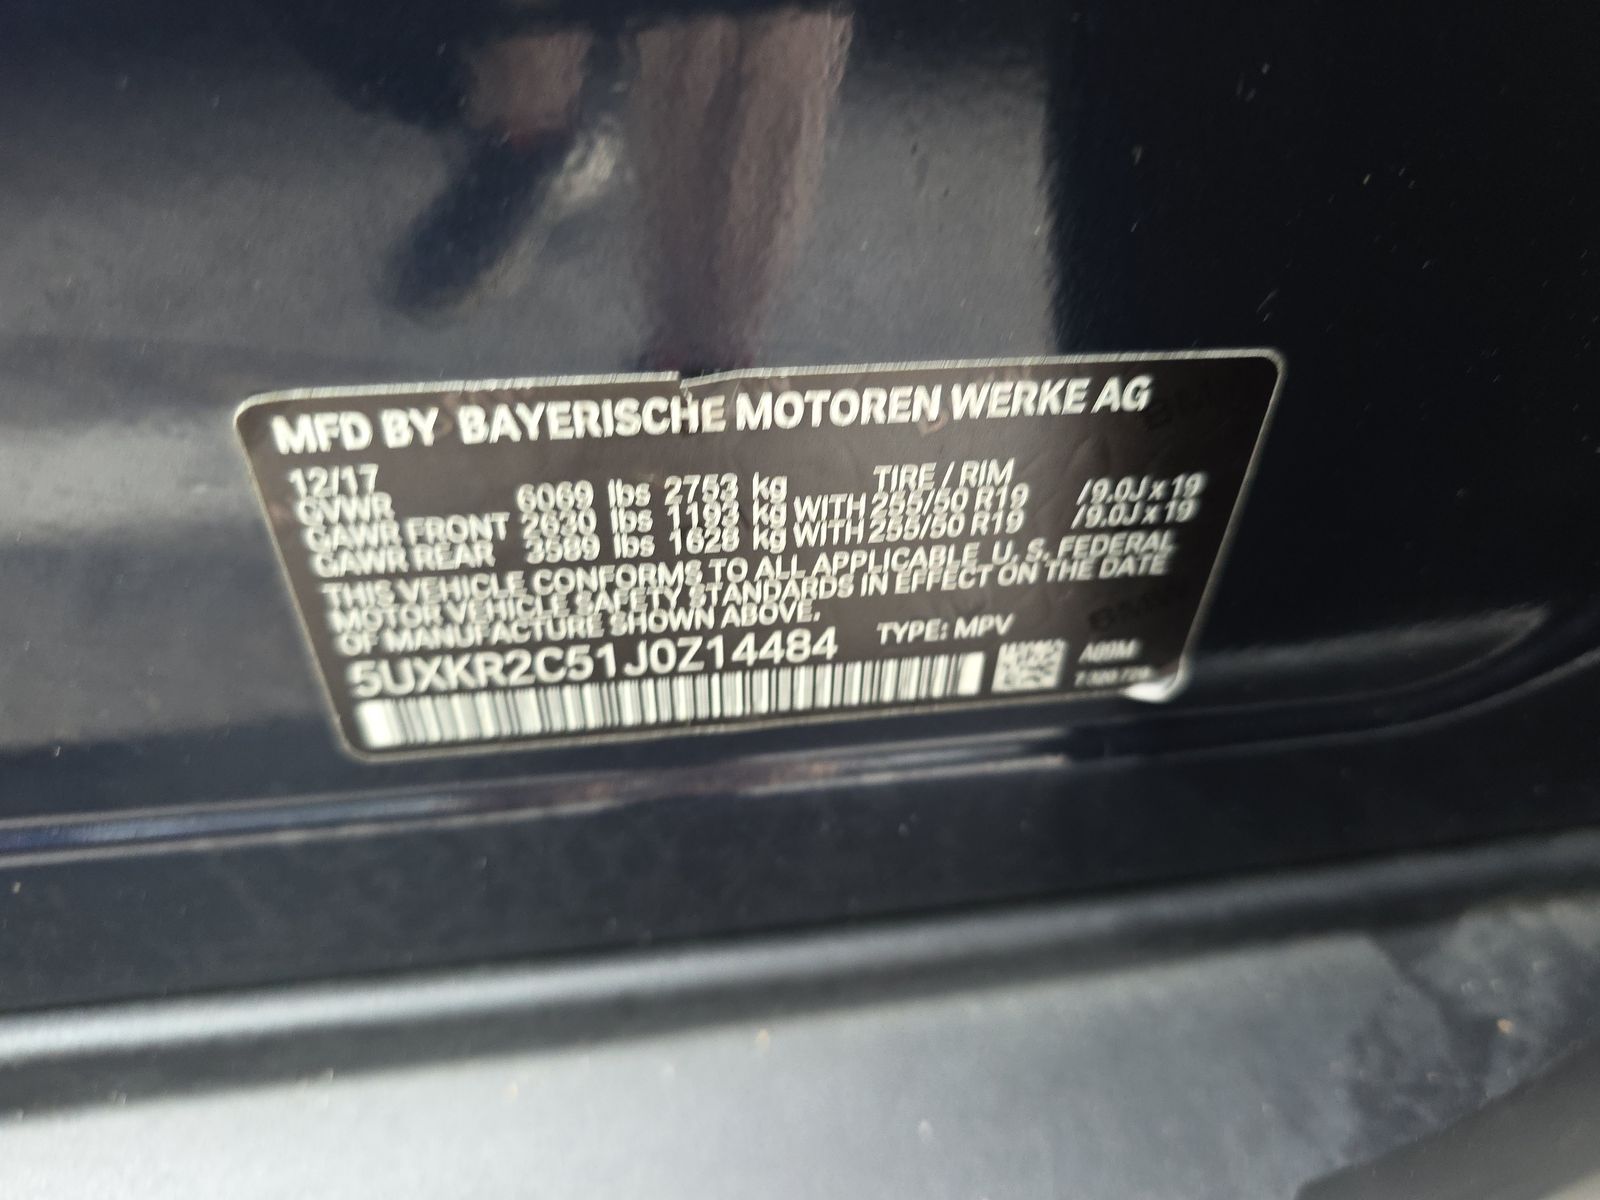 MFD BY BAYERISCHE MOTOREN WERKE AG
12/17 TIRE / RIM
GVWR 6069 lbs 2753 kg
GAWR FRONT 2630 lbs 1193 kg WITH 255/50 R19 /9.0J x 19
GAWR REAR 3589 lbs 1628 kg WITH 255/50 R19 /9.0J x 19
THIS VEHICLE CONFORMS TO ALL APPLICABLE U. S. FEDERAL
MOTOR VEHICLE SAFETY STANDARDS IN EFFECT ON THE DATE
OF MANUFACTURE SHOWN ABOVE.
5UXKR2C51J0Z14484 TYPE: MPV